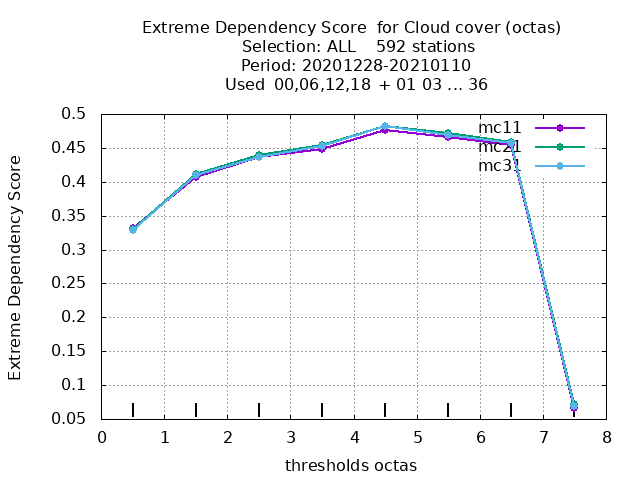 Extreme Dependency Score for Cloud cover (octas)
Selection: ALL 592 stations
Period: 20201228-20210110
Used 00,06,12,18 + 01 03 ... 36
Extreme Dependency Score
0.5
0.45
0.4
0.35
0.3
0.25
0.2
0.15
0.1
0.05
mc11
mc21
mc31
0 1 2 3 4 5 6 7 8
thresholds octas